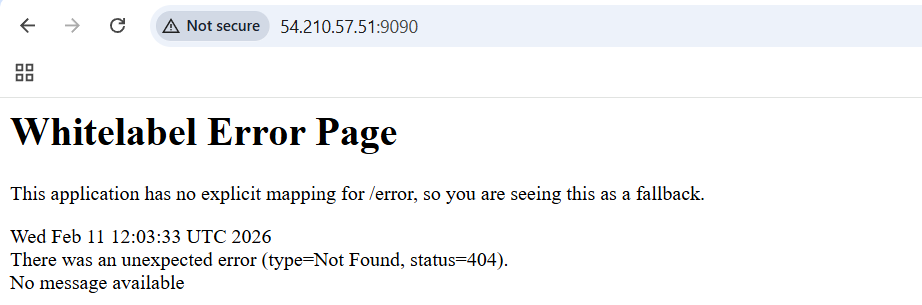 Not secure 54.210.57.51:9090
Whitelabel Error Page
This application has no explicit mapping for /error, so you are seeing this as a fallback.
Wed Feb 11 12:03:33 UTC 2026
There was an unexpected error (type=Not Found, status=404).
No message available